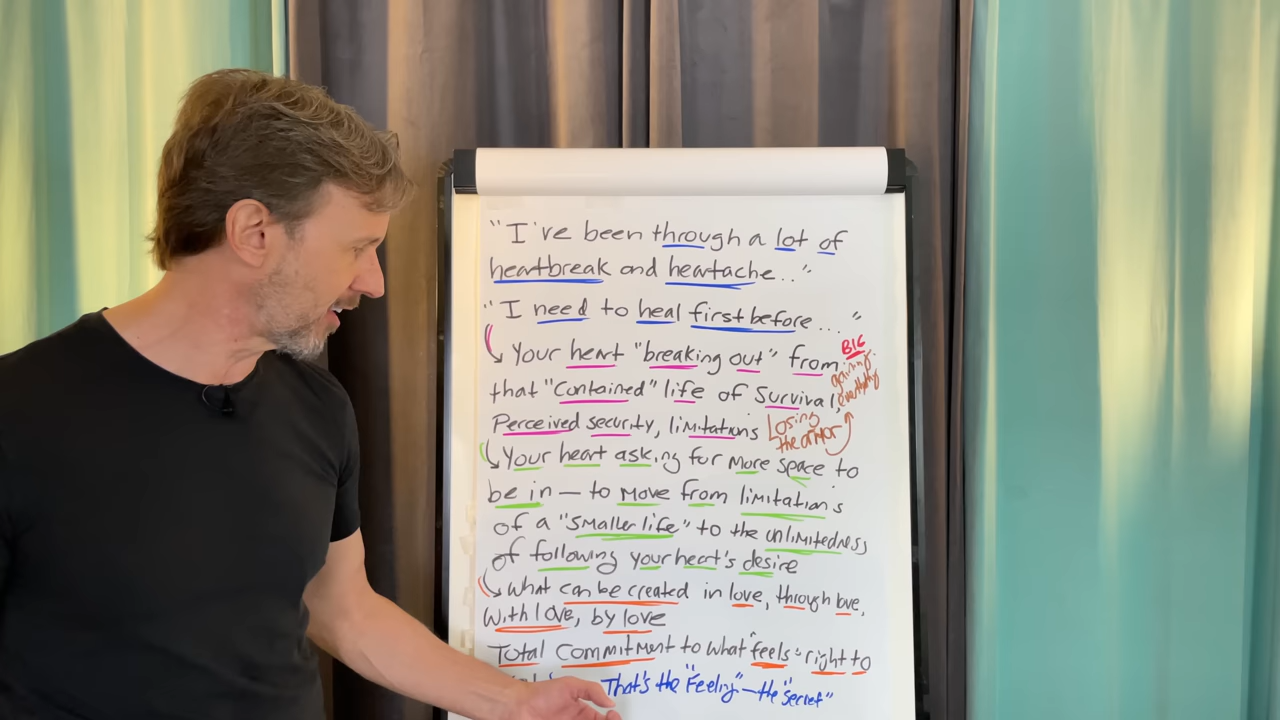 "I've been through a lot of
heartbreak and heartache.."
"I need to heal first before..."
Your heart "breaking out" from BIG
that "Contained" life of Survival, gaining everything
Perceived security, limitations Losing the armor
Your heart asking for More space to
be in — to Move from limitations
of a "Smaller life" to the unlimitedness
of following your heart's desire
What can be created in love, through love,
With love, by love
Total Commitment to what "feels" right to
That's the "Feeling" — the "secret"